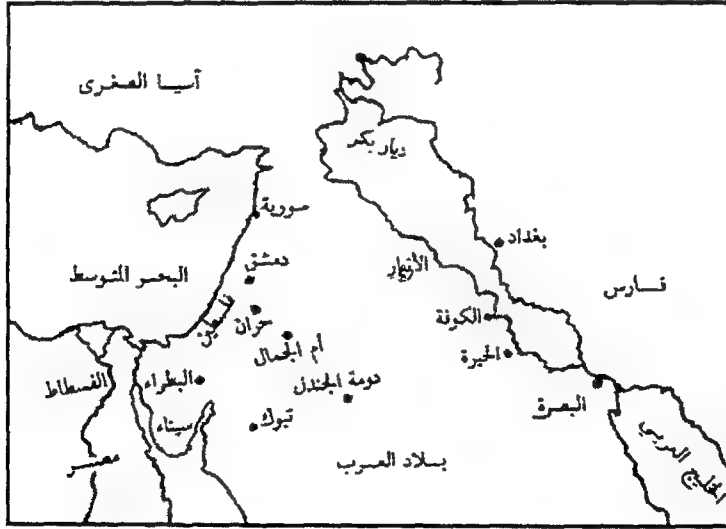 آسيا الصغرى
ديار بكر
سورية
بغداد
دمشق
الأنبار
البحر المتوسط
فارس
فلسطين
حران
الكوفة
أم الجمال
الحيرة
الفسطاط
البطراء
دومة الجندل
البصرة
سيناء
تبوك
الخليج العربي
مصر
بلاد العرب